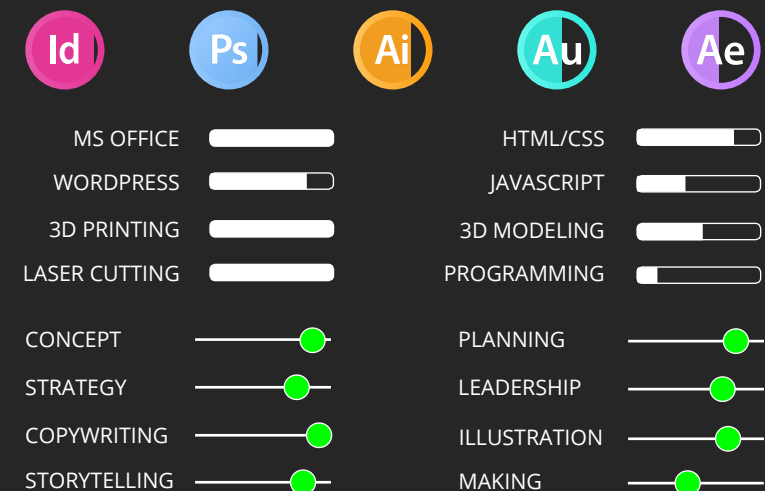 Id Ps Ai Au Ae
MS OFFICE
WORDPRESS
3D PRINTING
LASER CUTTING
HTML/CSS
JAVASCRIPT
3D MODELING
PROGRAMMING
CONCEPT
STRATEGY
COPYWRITING
STORYTELLING
PLANNING
LEADERSHIP
ILLUSTRATION
MAKING